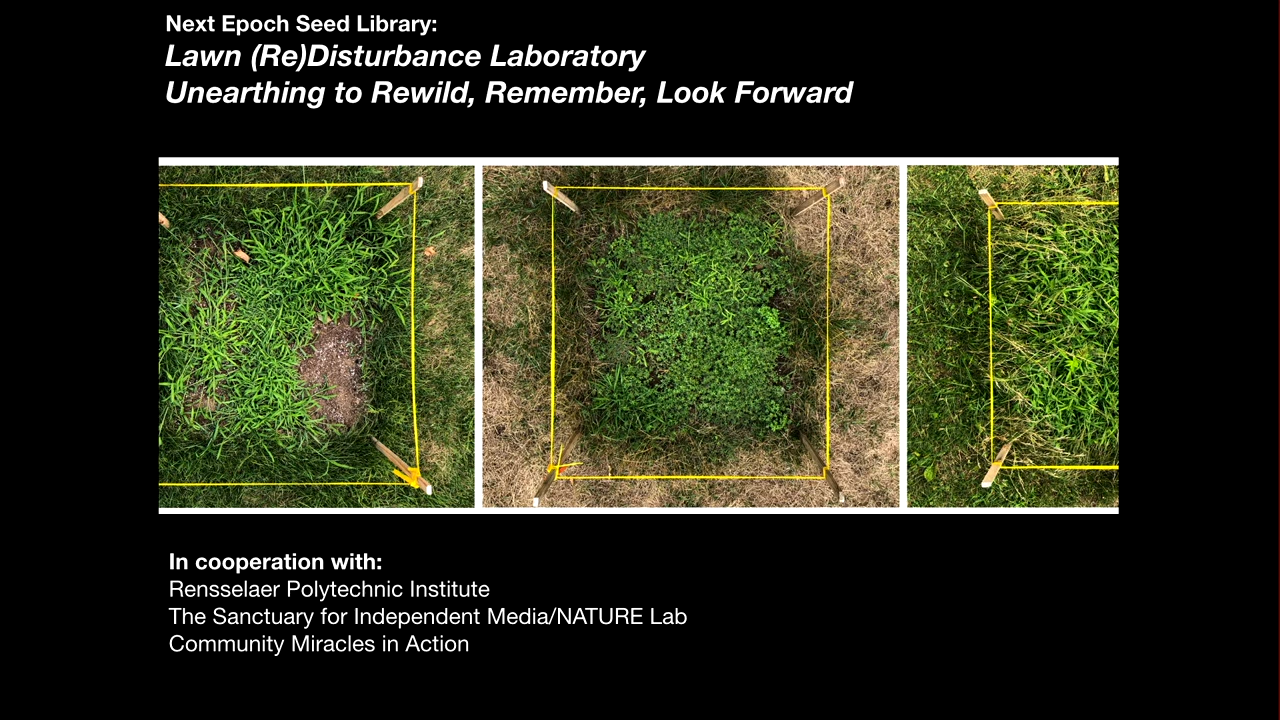 Next Epoch Seed Library:
Lawn (Re)Disturbance Laboratory
Unearthing to Rewild, Remember, Look Forward
In cooperation with:
Rensselaer Polytechnic Institute
The Sanctuary for Independent Media/NATURE Lab
Community Miracles in Action